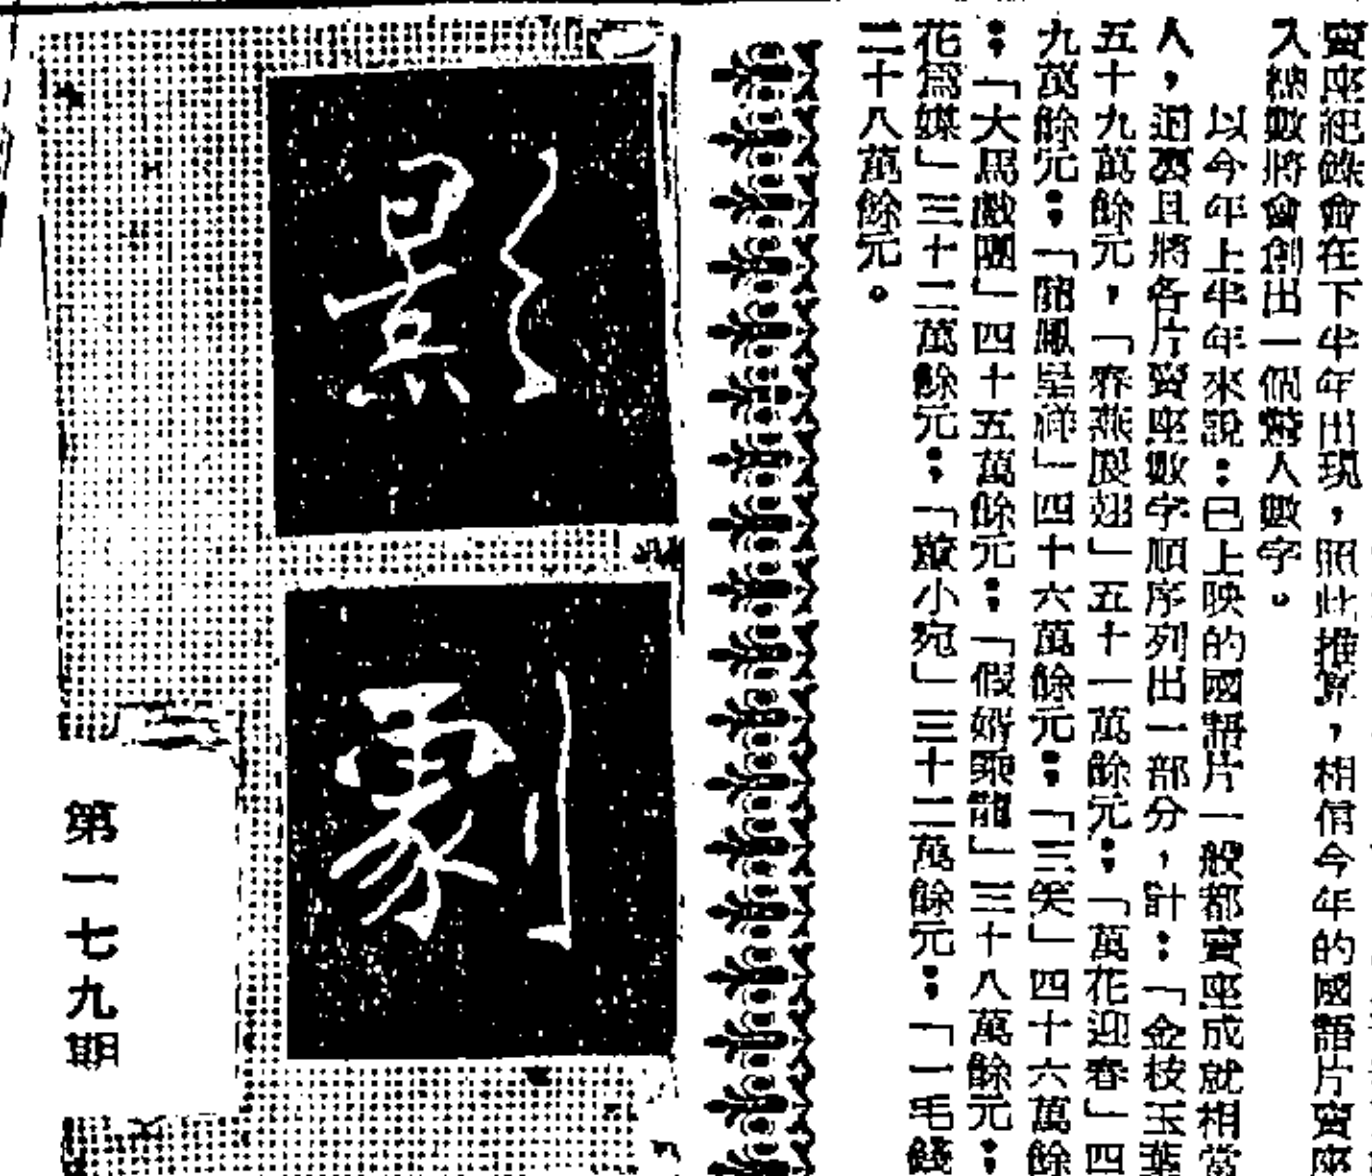 賣座紀錄會在下半年出現，照此推算，相信今年的國語片賣座
入總數將會創出一個驚人數字。
以今年上半年來說：已上映的國語片一般都賣座成就相當
人，迴裏且將各片賣座數字順序列出一部分，計：「金枝玉葉
五十九萬餘元，「春燕展翅」五十一萬餘元；「萬花迎春」四
九萬餘元；「龍鳳呈祥」四十六萬餘元；「三笑」四十六萬餘
；「大馬戲團」四十五萬餘元；「假婿乘龍」三十八萬餘元；
花為媒」三十二萬餘元；「董小宛」三十二萬餘元；「一毛錢
二十八萬餘元。
影劇
第一七九期